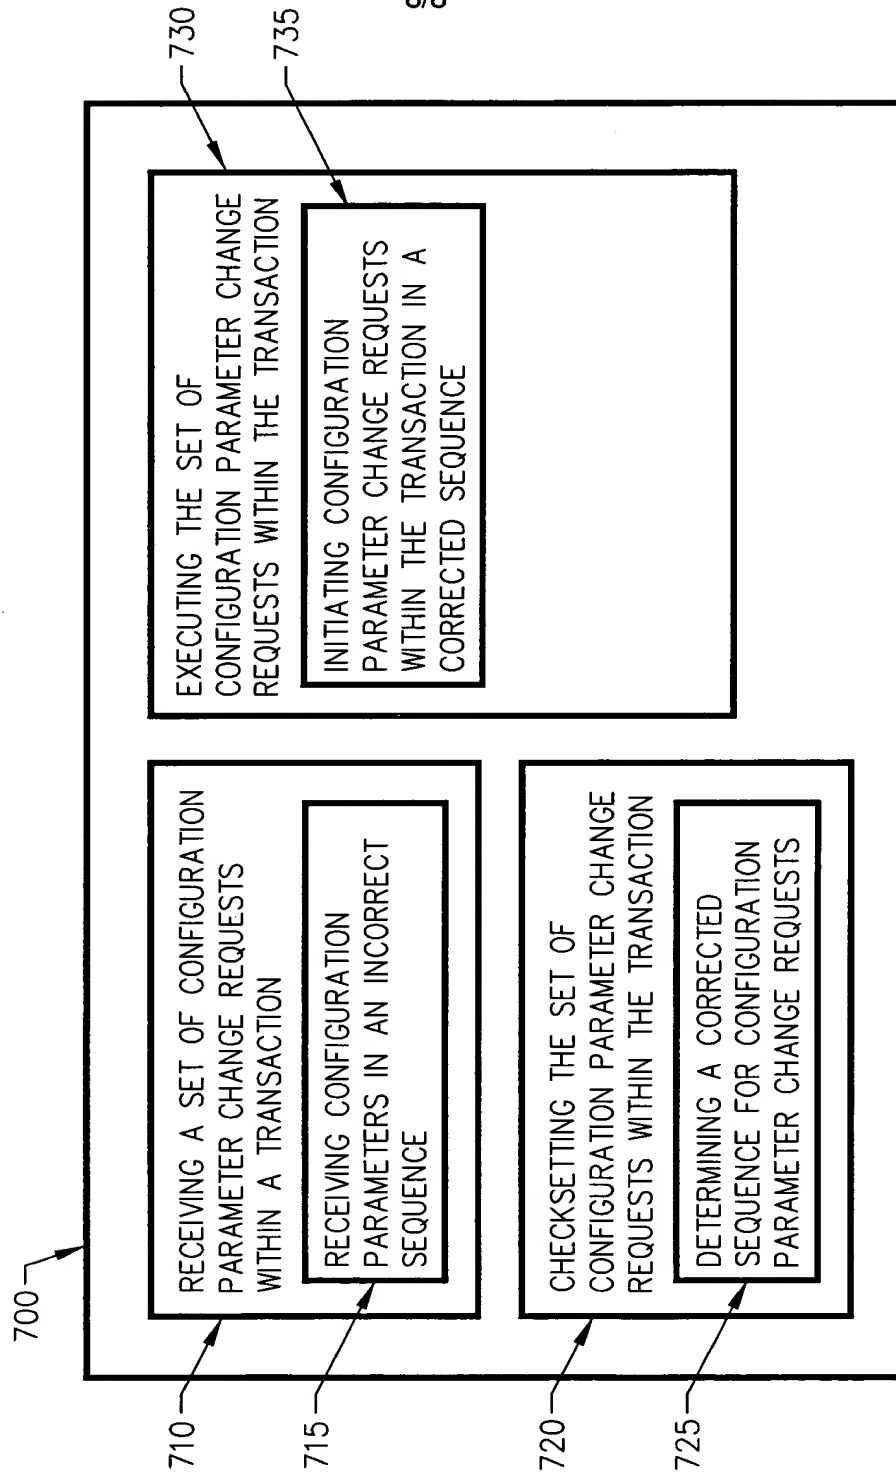 700
710
RECEIVING A SET OF CONFIGURATION
PARAMETER CHANGE REQUESTS
WITHIN A TRANSACTION
715
RECEIVING CONFIGURATION
PARAMETERS IN AN INCORRECT
SEQUENCE
720
CHECKSETTING THE SET OF
CONFIGURATION PARAMETER CHANGE
REQUESTS WITHIN THE TRANSACTION
725
DETERMINING A CORRECTED
SEQUENCE FOR CONFIGURATION
PARAMETER CHANGE REQUESTS
730
EXECUTING THE SET OF
CONFIGURATION PARAMETER CHANGE
REQUESTS WITHIN THE TRANSACTION
735
INITIATING CONFIGURATION
PARAMETER CHANGE REQUESTS
WITHIN THE TRANSACTION IN A
CORRECTED SEQUENCE